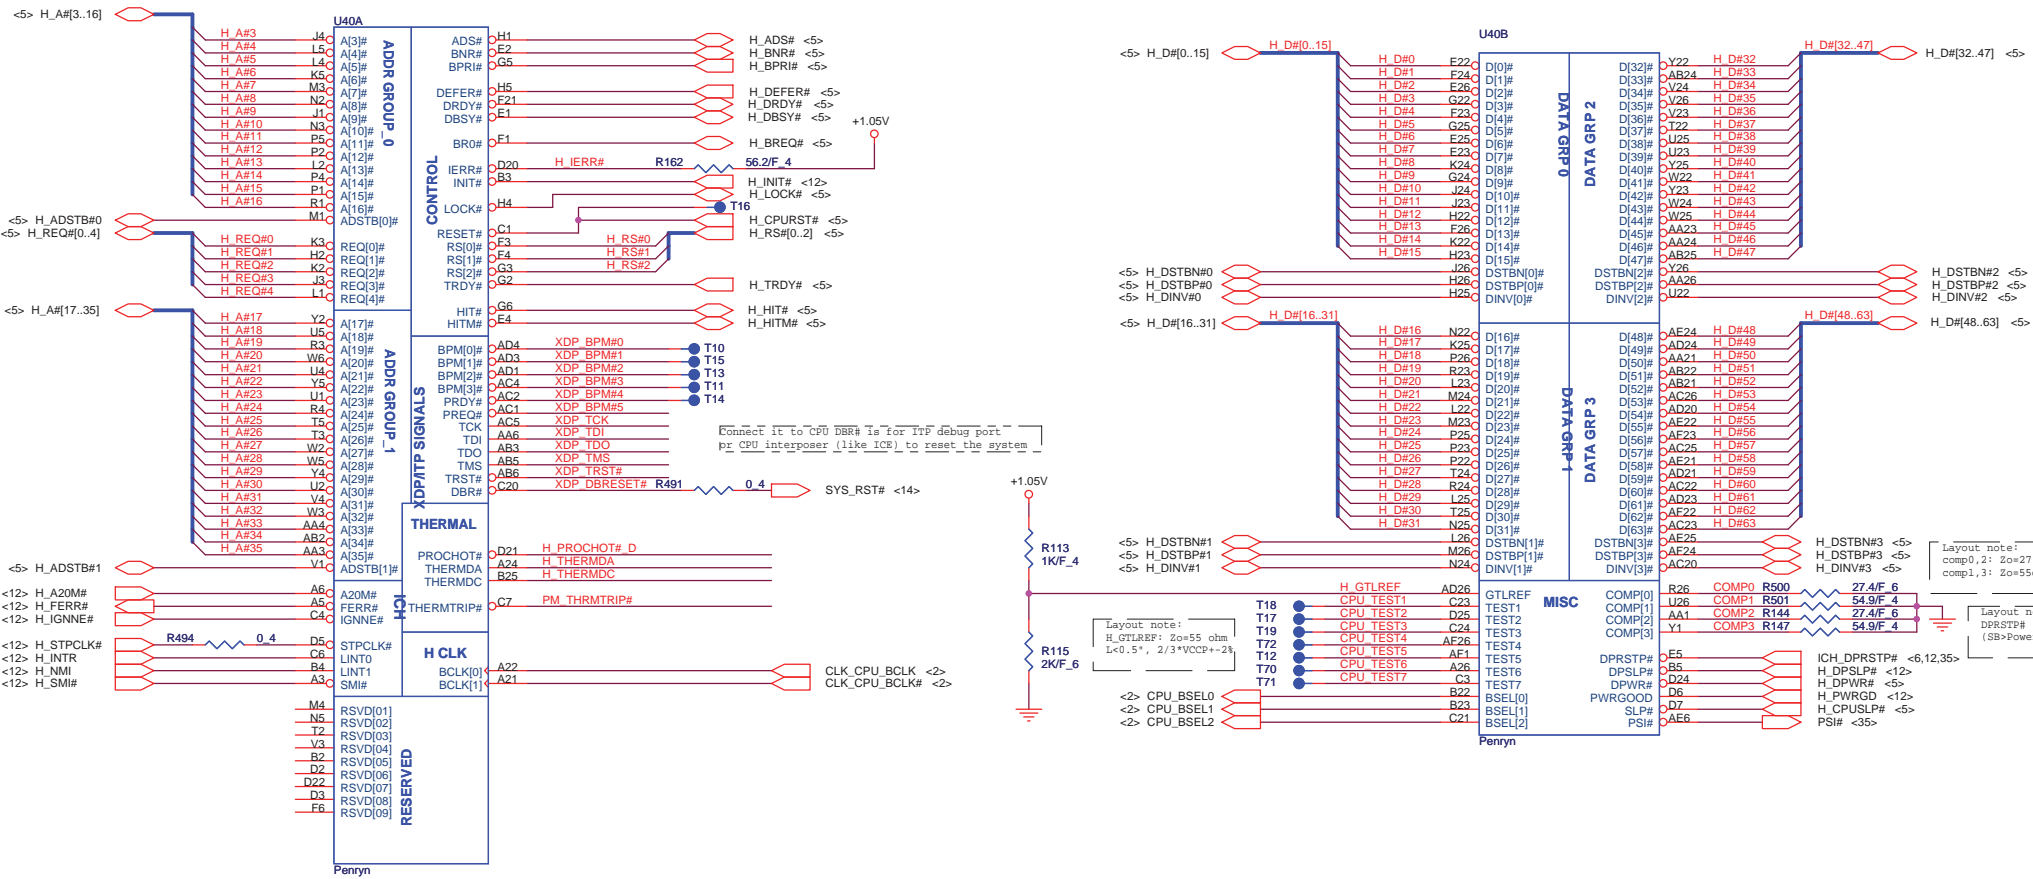 <5> H_A#[3..16]
U40A
H_A#3 J4 A[3]#
H_A#4 L5 A[4]#
H_A#5 L4 A[5]#
H_A#6 K5 A[6]#
H_A#7 M3 A[7]#
H_A#8 N2 A[8]#
H_A#9 J1 A[9]#
H_A#10 N3 A[10]#
H_A#11 P5 A[11]#
H_A#12 P2 A[12]#
H_A#13 L2 A[13]#
H_A#14 P4 A[14]#
H_A#15 P1 A[15]#
H_A#16 R1 A[16]#
<5> H_ADSTB#0 M1 ADSTB[0]#
<5> H_REQ#[0..4]
H_REQ#0 K3 REQ[0]#
H_REQ#1 H2 REQ[1]#
H_REQ#2 K2 REQ[2]#
H_REQ#3 J3 REQ[3]#
H_REQ#4 L1 REQ[4]#
ADDR GROUP_0
<5> H_A#[17..35]
H_A#17 Y2 A[17]#
H_A#18 U5 A[18]#
H_A#19 R3 A[19]#
H_A#20 W6 A[20]#
H_A#21 U4 A[21]#
H_A#22 Y5 A[22]#
H_A#23 U1 A[23]#
H_A#24 R4 A[24]#
H_A#25 T5 A[25]#
H_A#26 T3 A[26]#
H_A#27 W2 A[27]#
H_A#28 W5 A[28]#
H_A#29 Y4 A[29]#
H_A#30 U2 A[30]#
H_A#31 V4 A[31]#
H_A#32 W3 A[32]#
H_A#33 AA4 A[33]#
H_A#34 AB2 A[34]#
H_A#35 AA3 A[35]#
<5> H_ADSTB#1 V1 ADSTB[1]#
ADDR GROUP_1
<12> H_A20M# A6 A20M#
<12> H_FERR# A5 FERR#
<12> H_IGNNE# C4 IGNNE#
<12> H_STPCLK# R494 0_4 D5 STPCLK#
<12> H_INTR C6 LINT0
<12> H_NMI B4 LINT1
<12> H_SMI# A3 SMI#
ICH
M4 RSVD[01]
N5 RSVD[02]
T2 RSVD[03]
V3 RSVD[04]
B2 RSVD[05]
D2 RSVD[06]
D22 RSVD[07]
D3 RSVD[08]
F6 RSVD[09]
RESERVED
Penryn
CONTROL
ADS# H1 H_ADS# <5>
BNR# E2 H_BNR# <5>
BPRI# G5 H_BPRI# <5>
DEFER# H5 H_DEFER# <5>
DRDY# F21 H_DRDY# <5>
DBSY# E1 H_DBSY# <5>
BR0# F1 H_BREQ# <5>
+1.05V
IERR# D20 H_IERR# R162 56.2/F_4
INIT# B3 H_INIT# <12>
LOCK# H4 H_LOCK# <5>
T16
RESET# C1 H_CPURST# <5>
H_RS#[0..2] <5>
RS[0]# F3 H_RS#0
RS[1]# F4 H_RS#1
RS[2]# G3 H_RS#2
TRDY# G2 H_TRDY# <5>
HIT# G6 H_HIT# <5>
HITM# E4 H_HITM# <5>
XDP/ITP SIGNALS
BPM[0]# AD4 XDP_BPM#0 T10
BPM[1]# AD3 XDP_BPM#1 T15
BPM[2]# AD1 XDP_BPM#2 T13
BPM[3]# AC4 XDP_BPM#3 T11
PRDY# AC2 XDP_BPM#4 T14
PREQ# AC1 XDP_BPM#5
TCK AC5 XDP_TCK
TDI AA6 XDP_TDI
TDO AB3 XDP_TDO
TMS AB5 XDP_TMS
TRST# AB6 XDP_TRST#
DBR# C20 XDP_DBRESET# R491 0_4 SYS_RST# <14>
Connect it to CPU DBR# is for ITP debug port
or CPU interposer (like ICE) to reset the system
THERMAL
PROCHOT# D21 H_PROCHOT#_D
THERMDA A24 H_THERMDA
THERMDC B25 H_THERMDC
THERMTRIP# C7 PM_THRMTRIP#
H CLK
BCLK[0] A22 CLK_CPU_BCLK <2>
BCLK[1] A21 CLK_CPU_BCLK# <2>
+1.05V
R113
1K/F_4
R115
2K/F_6
Layout note:
H_GTLREF: Zo=55 ohm
L<0.5", 2/3*VCCP+-2%
U40B
<5> H_D#[0..15] H_D#[0..15]
H_D#0 E22 D[0]#
H_D#1 F24 D[1]#
H_D#2 E26 D[2]#
H_D#3 G22 D[3]#
H_D#4 F23 D[4]#
H_D#5 G25 D[5]#
H_D#6 E25 D[6]#
H_D#7 E23 D[7]#
H_D#8 K24 D[8]#
H_D#9 G24 D[9]#
H_D#10 J24 D[10]#
H_D#11 J23 D[11]#
H_D#12 H22 D[12]#
H_D#13 F26 D[13]#
H_D#14 K22 D[14]#
H_D#15 H23 D[15]#
<5> H_DSTBN#0 J26 DSTBN[0]#
<5> H_DSTBP#0 H26 DSTBP[0]#
<5> H_DINV#0 H25 DINV[0]#
DATA GRP 0
<5> H_D#[16..31] H_D#[16..31]
H_D#16 N22 D[16]#
H_D#17 K25 D[17]#
H_D#18 P26 D[18]#
H_D#19 R23 D[19]#
H_D#20 L23 D[20]#
H_D#21 M24 D[21]#
H_D#22 L22 D[22]#
H_D#23 M23 D[23]#
H_D#24 P25 D[24]#
H_D#25 P23 D[25]#
H_D#26 P22 D[26]#
H_D#27 T24 D[27]#
H_D#28 R24 D[28]#
H_D#29 L25 D[29]#
H_D#30 T25 D[30]#
H_D#31 N25 D[31]#
<5> H_DSTBN#1 L26 DSTBN[1]#
<5> H_DSTBP#1 M26 DSTBP[1]#
<5> H_DINV#1 N24 DINV[1]#
DATA GRP 1
H_GTLREF AD26 GTLREF
T18 CPU_TEST1 C23 TEST1
T17 CPU_TEST2 D25 TEST2
T19 CPU_TEST3 C24 TEST3
T72 CPU_TEST4 AF26 TEST4
T12 CPU_TEST5 AF1 TEST5
T70 CPU_TEST6 A26 TEST6
T71 CPU_TEST7 C3 TEST7
<2> CPU_BSEL0 B22 BSEL[0]
<2> CPU_BSEL1 B23 BSEL[1]
<2> CPU_BSEL2 C21 BSEL[2]
MISC
Penryn
H_D#[32..47] H_D#[32..47] <5>
D[32]# Y22 H_D#32
D[33]# AB24 H_D#33
D[34]# V24 H_D#34
D[35]# V26 H_D#35
D[36]# V23 H_D#36
D[37]# T22 H_D#37
D[38]# U25 H_D#38
D[39]# U23 H_D#39
D[40]# Y25 H_D#40
D[41]# W22 H_D#41
D[42]# Y23 H_D#42
D[43]# W24 H_D#43
D[44]# W25 H_D#44
D[45]# AA23 H_D#45
D[46]# AA24 H_D#46
D[47]# AB25 H_D#47
DSTBN[2]# Y26 H_DSTBN#2 <5>
DSTBP[2]# AA26 H_DSTBP#2 <5>
DINV[2]# U22 H_DINV#2 <5>
DATA GRP 2
H_D#[48..63] H_D#[48..63] <5>
D[48]# AE24 H_D#48
D[49]# AD24 H_D#49
D[50]# AA21 H_D#50
D[51]# AB22 H_D#51
D[52]# AB21 H_D#52
D[53]# AC26 H_D#53
D[54]# AD20 H_D#54
D[55]# AE22 H_D#55
D[56]# AF23 H_D#56
D[57]# AC25 H_D#57
D[58]# AE21 H_D#58
D[59]# AD21 H_D#59
D[60]# AC22 H_D#60
D[61]# AD23 H_D#61
D[62]# AF22 H_D#62
D[63]# AC23 H_D#63
DSTBN[3]# AE25 H_DSTBN#3 <5>
DSTBP[3]# AF24 H_DSTBP#3 <5>
DINV[3]# AC20 H_DINV#3 <5>
DATA GRP 3
COMP[0] R26 COMP0 R500 27.4/F_6
COMP[1] U26 COMP1 R501 54.9/F_4
COMP[2] AA1 COMP2 R144 27.4/F_6
COMP[3] Y1 COMP3 R147 54.9/F_4
DPRSTP# E5 ICH_DPRSTP# <6,12,35>
DPSLP# B5 H_DPSLP# <12>
DPWR# D24 H_DPWR# <5>
PWRGOOD D6 H_PWRGD <12>
SLP# D7 H_CPUSLP# <5>
PSI# AE6 PSI# <35>
Layout note:
comp0,2: Zo=27
comp1,3: Zo=55
Layout n
DPRSTP#
(SB>Powe